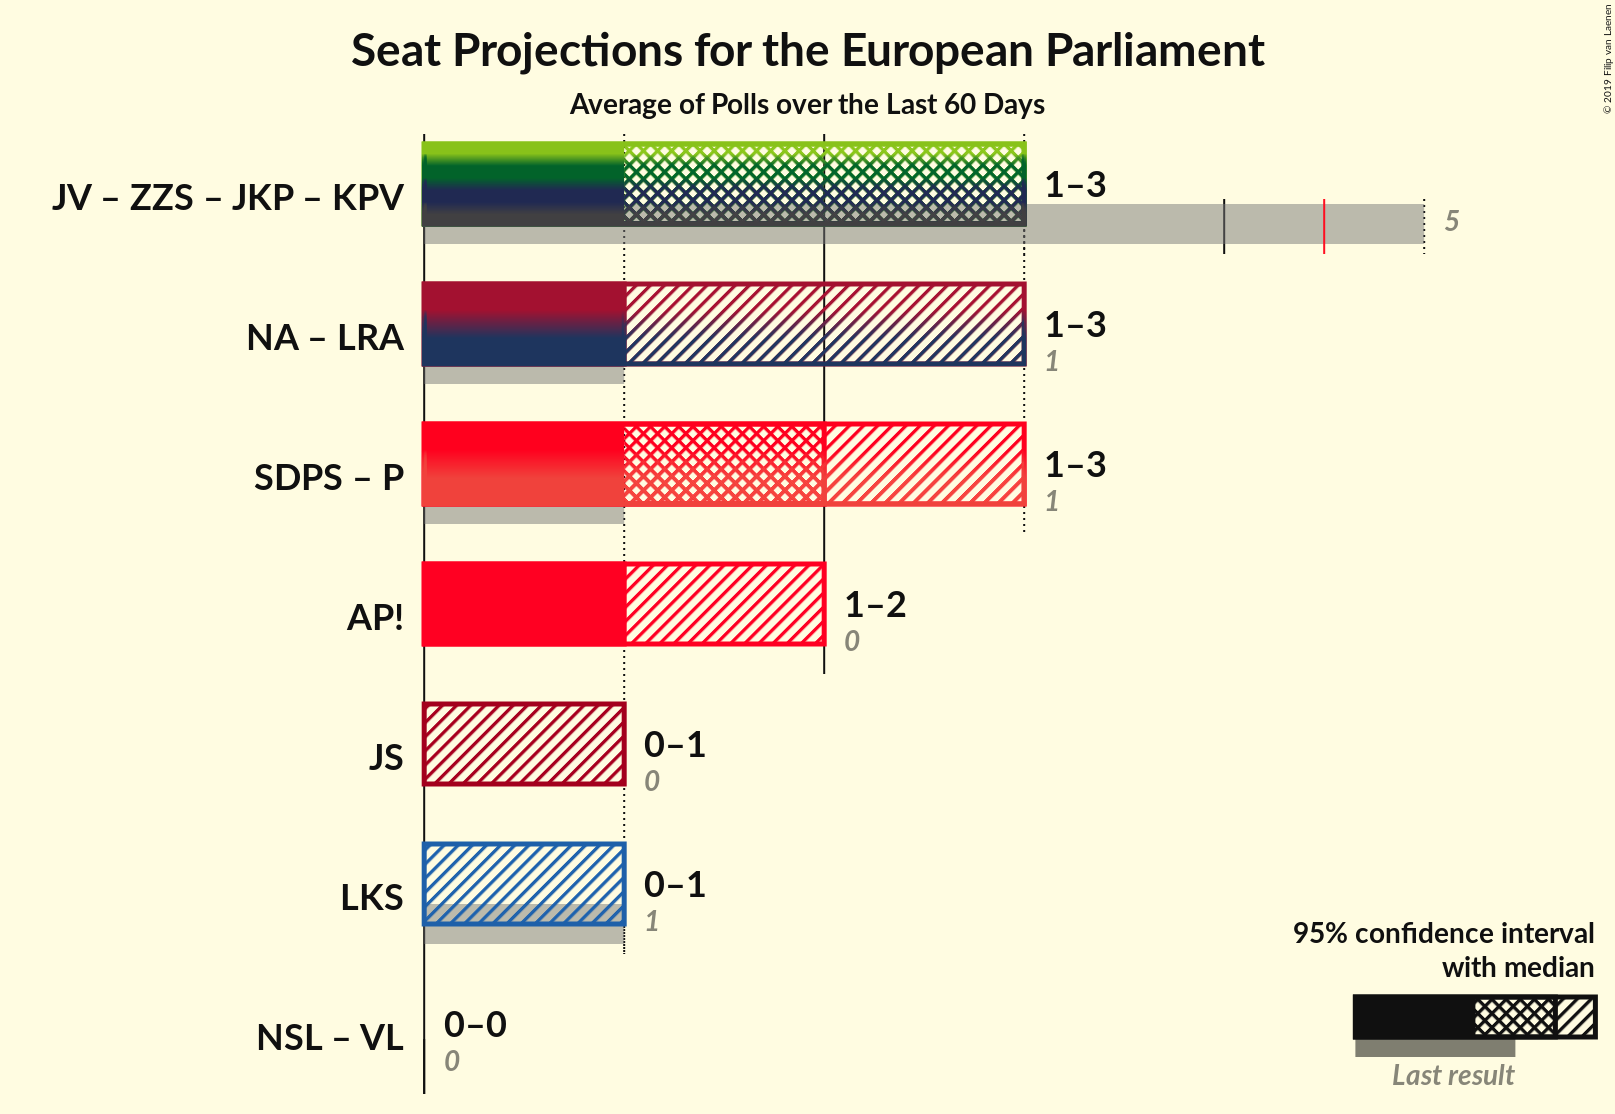 Seat Projections for the European Parliament
Average of Polls over the Last 60 Days
© 2019 Filip van Laenen
JV – ZZS – JKP – KPV
1–3
5
NA – LRA
1–3
1
SDPS – P
1–3
1
AP!
1–2
0
JS
0–1
0
LKS
0–1
1
NSL – VL
0–0
0
95% confidence interval
with median
Last result